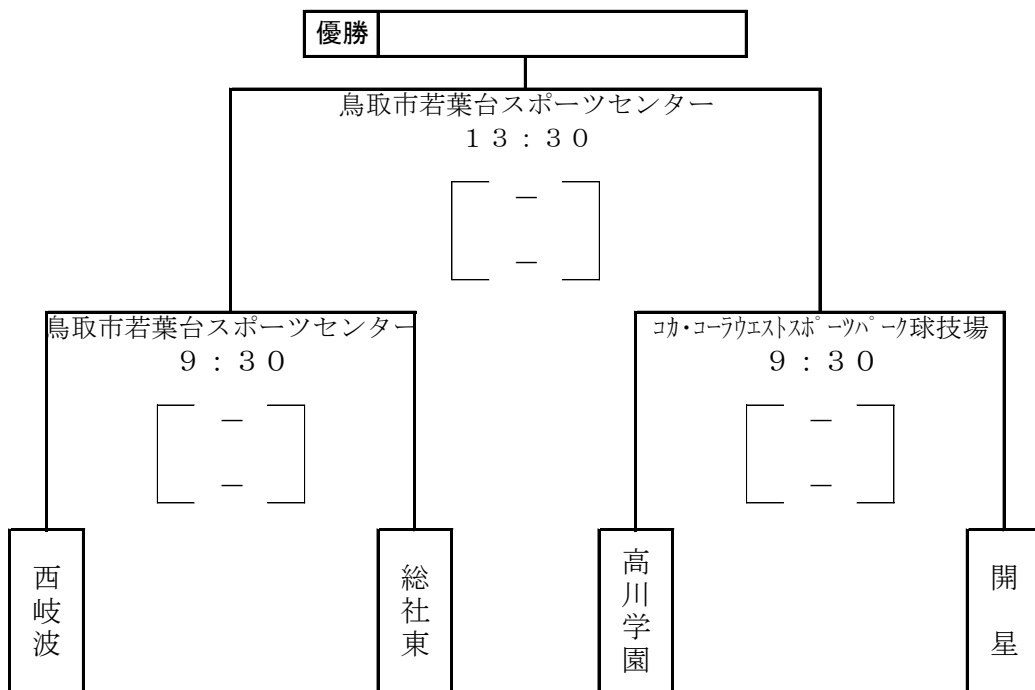 優勝
鳥取市若葉台スポーツセンター
１３：３０
－
－
鳥取市若葉台スポーツセンター
９：３０
－
－
ｺｶ・ｺｰﾗｳｴｽﾄｽﾎﾟｰﾂﾊﾟｰｸ球技場
９：３０
－
－
西岐波
総社東
高川学園
開星